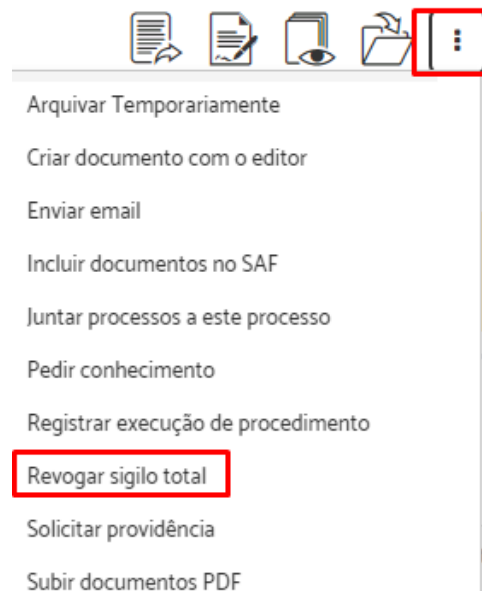 Arquivar Temporariamente
Criar documento com o editor
Enviar email
Incluir documentos no SAF
Juntar processos a este processo
Pedir conhecimento
Registrar execução de procedimento
Revogar sigilo total
Solicitar providência
Subir documentos PDF